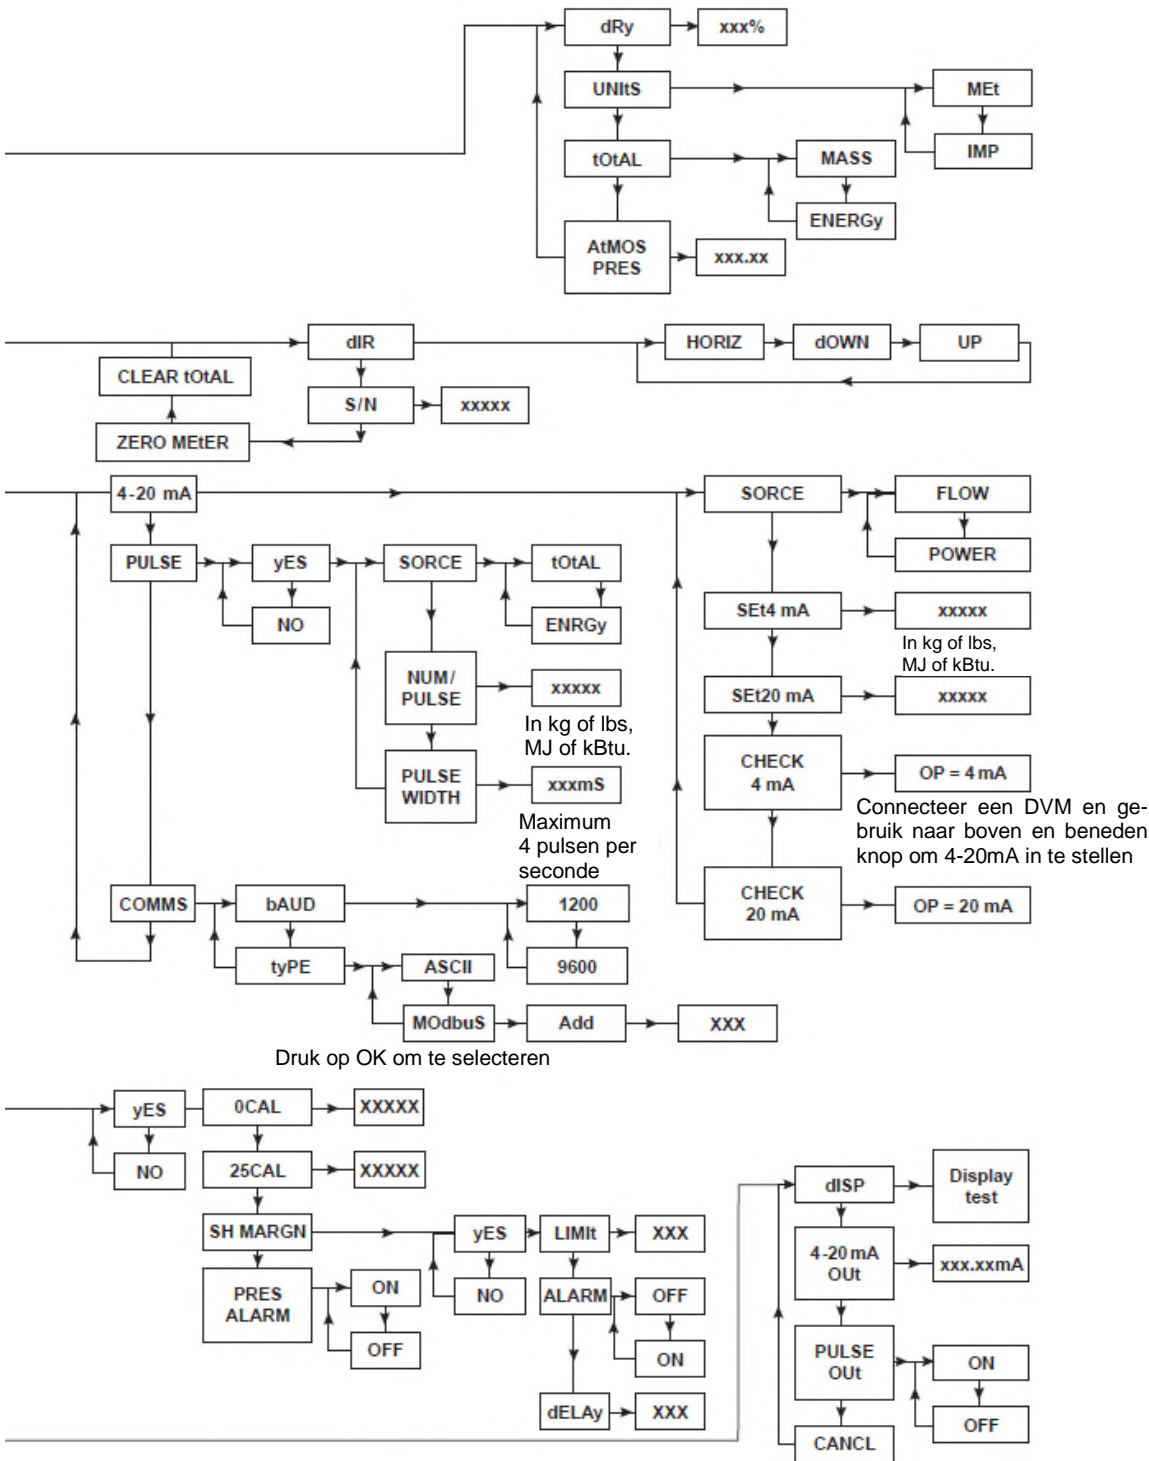 dRy
xxx%
UNItS
MEt
IMP
tOtAL
MASS
ENERGy
AtMOS
PRES
xxx.xx
dIR
HORIZ
dOWN
UP
CLEAR tOtAL
S/N
xxxxx
ZERO MEtER
4-20 mA
SORCE
FLOW
POWER
PULSE
yES
SORCE
tOtAL
NO
ENRGy
SEt4 mA
xxxxx
In kg of lbs,
MJ of kBtu.
NUM/
PULSE
xxxxx
In kg of lbs,
MJ of kBtu.
SEt20 mA
xxxxx
PULSE
WIDTH
xxxmS
Maximum
4 pulsen per
seconde
CHECK
4 mA
OP = 4 mA
Connecteer een DVM en ge-
bruik naar boven en beneden
knop om 4-20mA in te stellen
CHECK
20 mA
OP = 20 mA
COMMS
bAUD
1200
tyPE
ASCII
9600
MOdbuS
Add
XXX
Druk op OK om te selecteren
yES
0CAL
XXXXX
NO
25CAL
XXXXX
SH MARGN
yES
LIMIt
XXX
PRES
ALARM
ON
OFF
NO
ALARM
OFF
ON
dELAy
XXX
dISP
Display
test
4-20 mA
OUt
xxx.xxmA
PULSE
OUt
ON
OFF
CANCL